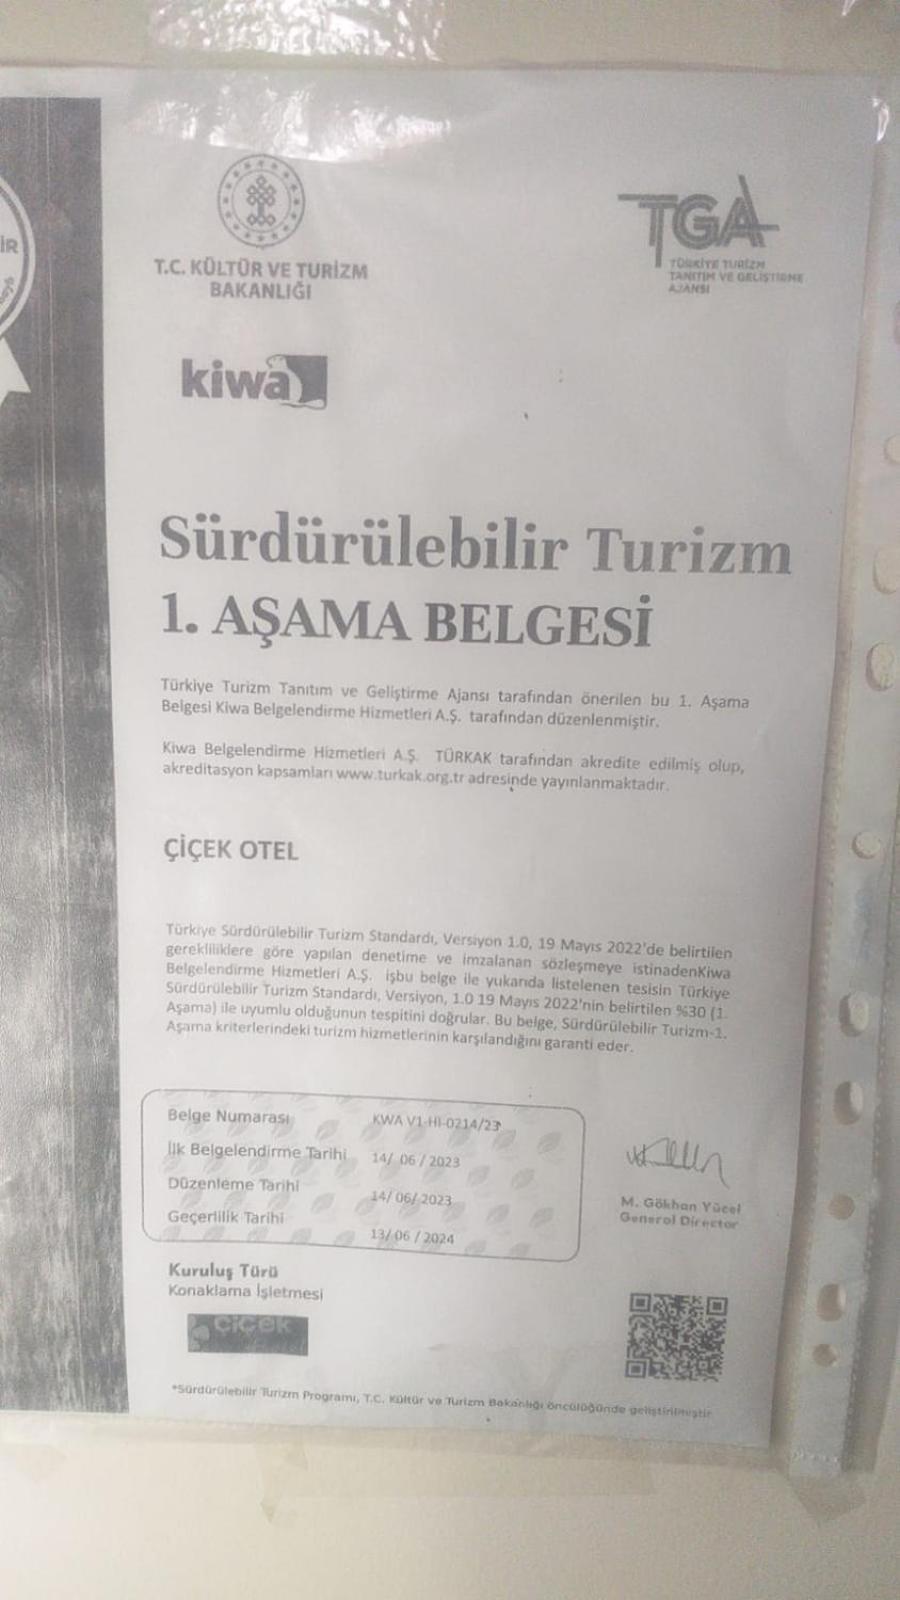 İR
T.C. KÜLTÜR VE TURİZM
BAKANLIĞI
TGA
TÜRKİYE TURİZM
TANITIM VE GELİŞTİRME
AJANSI
kiwa
Sürdürülebilir Turizm
1. AŞAMA BELGESİ
Türkiye Turizm Tanıtım ve Geliştirme Ajansı tarafından önerilen bu 1. Aşama
Belgesi Kiwa Belgelendirme Hizmetleri A.Ş. tarafından düzenlenmiştir.
Kiwa Belgelendirme Hizmetleri A.Ş. TÜRKAK tarafından akredite edilmiş olup,
akreditasyon kapsamları www.turkak.org.tr adresinde yayınlanmaktadır.
ÇİÇEK OTEL
Türkiye Sürdürülebilir Turizm Standardı, Versiyon 1.0, 19 Mayıs 2022'de belirtilen
gerekliliklere göre yapılan denetime ve imzalanan sözleşmeye istinadenKiwa
Belgelendirme Hizmetleri A.Ş. işbu belge ile yukarıda listelenen tesisin Türkiye
Sürdürülebilir Turizm Standardı, Versiyon, 1.0 19 Mayıs 2022'nin belirtilen %30 (1.
Aşama) ile uyumlu olduğunun tespitini doğrular. Bu belge, Sürdürülebilir Turizm-1.
Aşama kriterlerindeki turizm hizmetlerinin karşılandığını garanti eder.
Belge Numarası KWA V1-HI-0214/23
İlk Belgelendirme Tarihi 14/ 06 / 2023
Düzenleme Tarihi 14/ 06/ 2023
Geçerlilik Tarihi 13/ 06 / 2024
M. Gökhan Yücel
General Director
Kuruluş Türü
Konaklama İşletmesi
çiçek
*Sürdürülebilir Turizm Programı, T.C. Kültür ve Turizm Bakanlığı öncülüğünde geliştirilmiştir